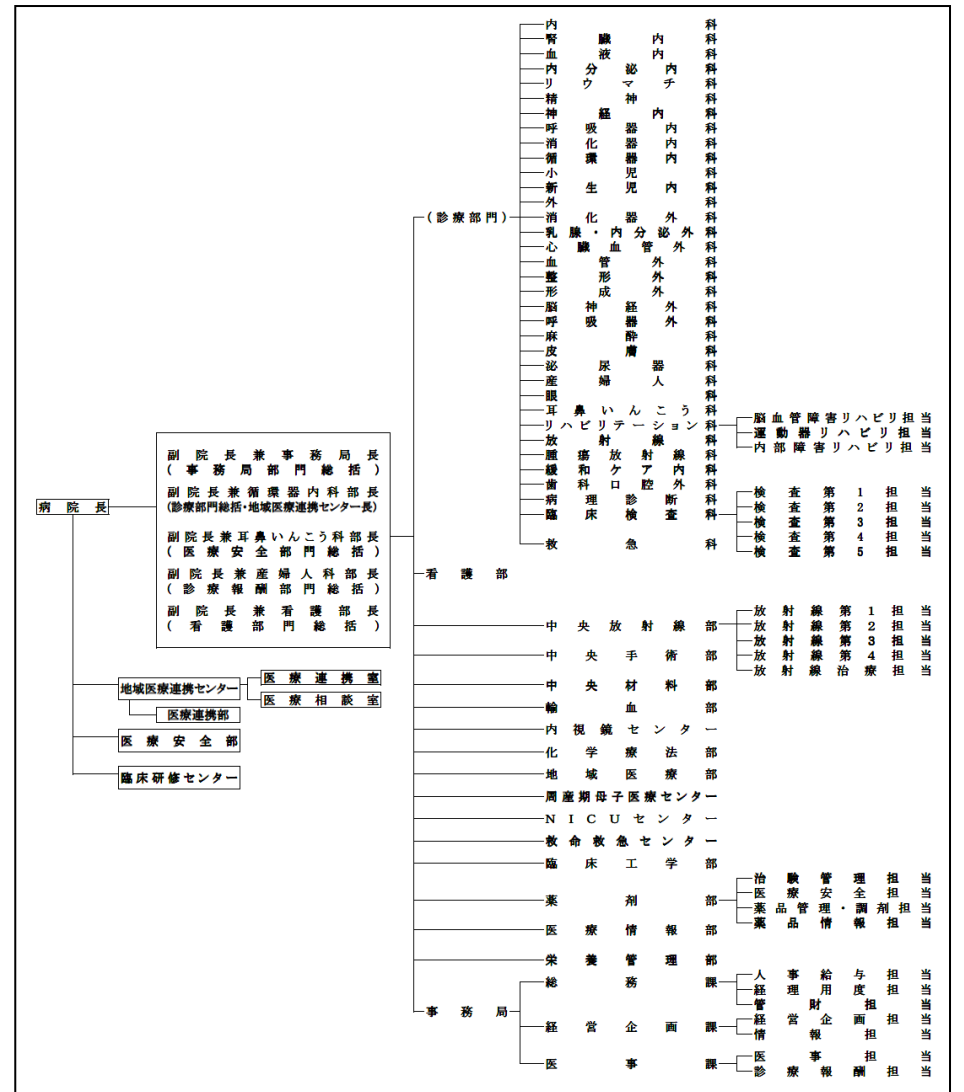 内科
腎臓内科
血液内科
内分泌内科
リウマチ科
精神科
神経内科
呼吸器内科
消化器内科
循環器内科
小児科
新生児内科
外科
(診療部門)
消化器外科
乳腺・内分泌外科
心臓血管外科
血管外科
整形外科
形成外科
脳神経外科
呼吸器外科
麻酔科
皮膚科
泌尿器科
産婦人科
眼科
耳鼻いんこう科
リハビリテーション科
脳血管障害リハビリ担当
運動器リハビリ担当
内部障害リハビリ担当
放射線科
腫瘍放射線科
緩和ケア内科
歯科口腔外科
病理診断科
臨床検査科
検査第1担当
検査第2担当
検査第3担当
検査第4担当
検査第5担当
救急科
病院長
副院長兼事務局長
(事務局部門総括)
副院長兼循環器内科部長
(診療部門総括・地域医療連携センター長)
副院長兼耳鼻いんこう科部長
(医療安全部門総括)
副院長兼産婦人科部長
(診療報酬部門総括)
副院長兼看護部長
(看護部門総括)
看護部
中央放射線部
放射線第1担当
放射線第2担当
放射線第3担当
放射線第4担当
放射線治療担当
中央手術部
中央材料部
輸血部
内視鏡センター
化学療法部
地域医療部
周産期母子医療センター
NICUセンター
救命救急センター
臨床工学部
地域医療連携センター
医療連携室
医療相談室
医療連携部
医療安全部
臨床研修センター
薬剤部
治験管理担当
医療安全担当
薬品管理・調剤担当
薬品情報担当
医療情報部
栄養管理部
事務局
総務課
人事給与担当
経理用度担当
管財担当
経営企画課
経営企画担当
情報担当
医事課
医事担当
診療報酬担当